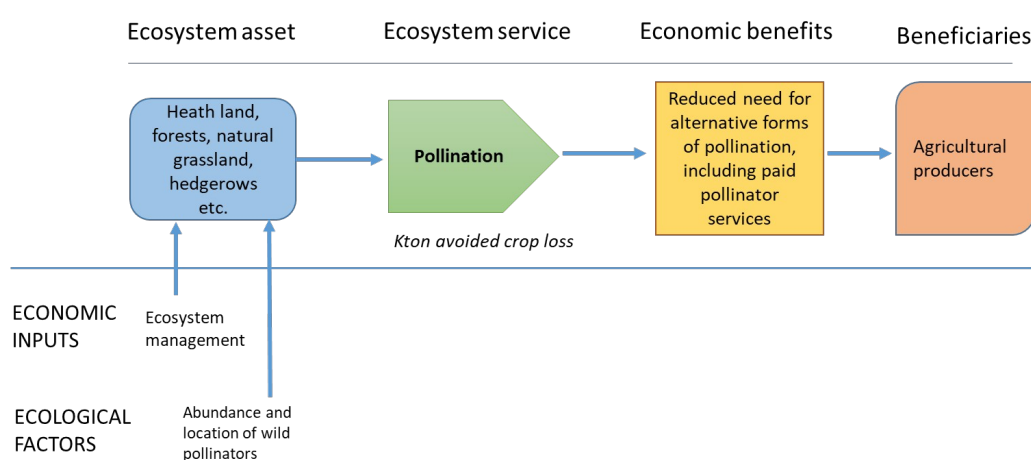 Ecosystem asset
Ecosystem service
Economic benefits
Beneficiaries
Heath land,
forests, natural
grassland,
hedgerows
etc.
Pollination
Kton avoided crop loss
Reduced need for
alternative forms
of pollination,
including paid
pollinator
services
Agricultural
producers
ECONOMIC
INPUTS
Ecosystem
management
ECOLOGICAL
FACTORS
Abundance and
location of wild
pollinators